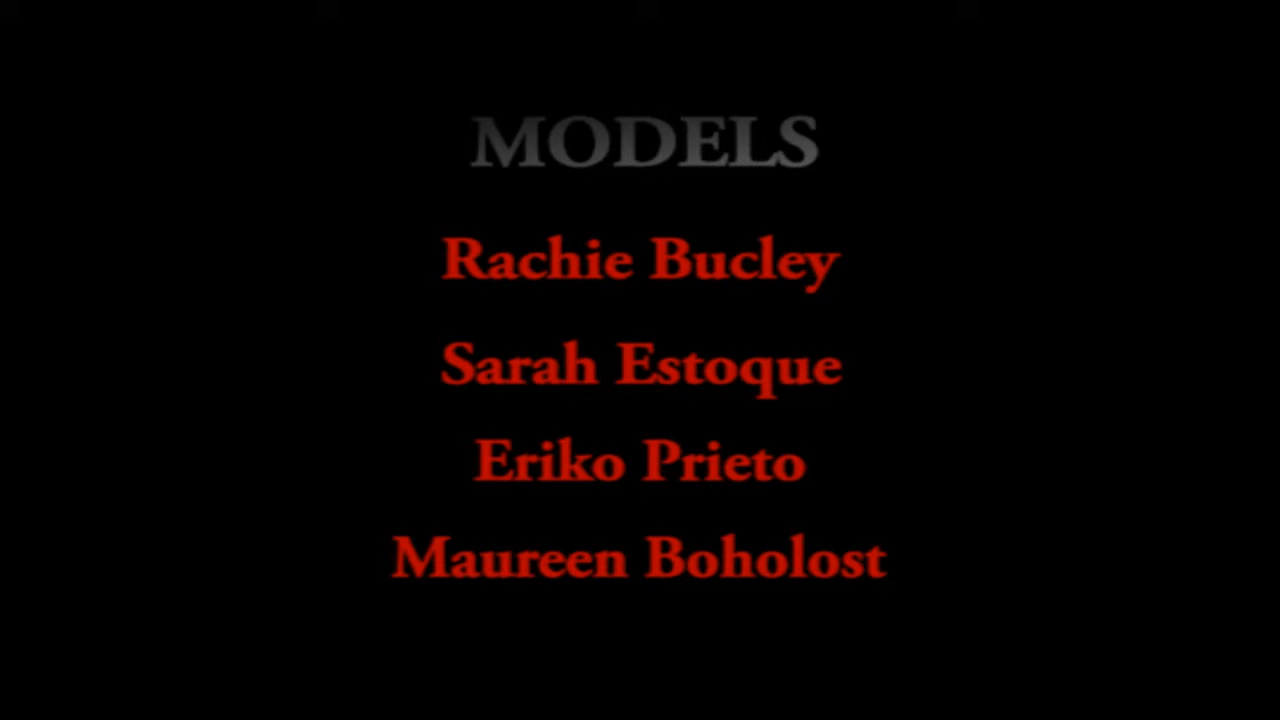 MODELS
Rachie Bucley
Sarah Estoque
Eriko Prieto
Maureen Boholost